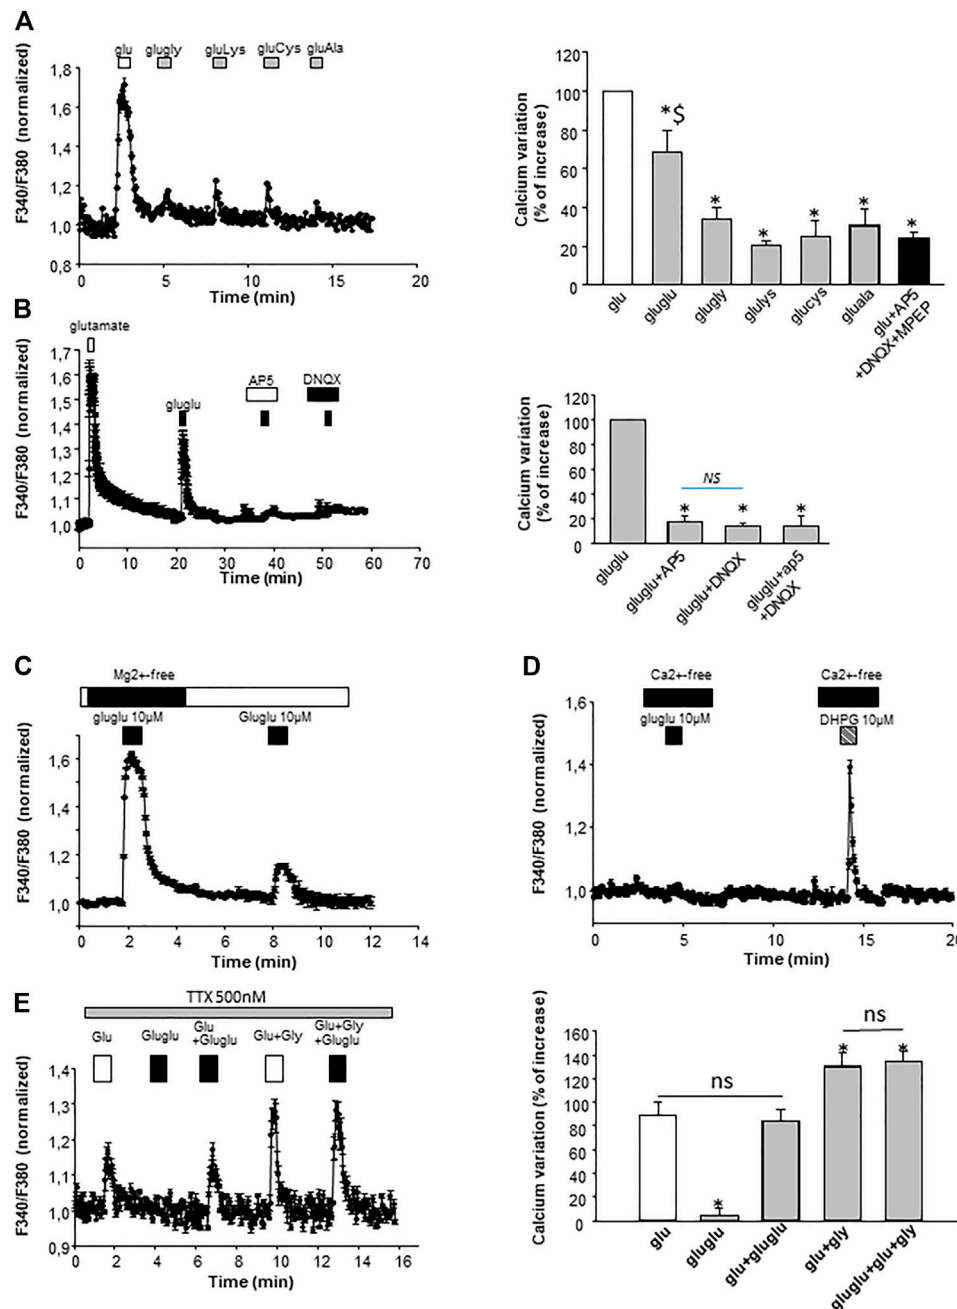 A
glu glugly gluLys gluCys gluAla
F340/F380 (normalized)
1,8
1,6
1,4
1,2
1,0
0,8
0 5 10 15 20
Time (min)
Calcium variation
(% of increase)
120
100
80
60
40
20
0
*$
* * * * *
glu
gluglu
glugly
glulys
glucys
gluala
glu+AP5
+DNQX+MPEP
B
glutamate
gluglu
AP5
DNQX
F340/F380 (normalized)
1,7
1,6
1,5
1,4
1,3
1,2
1,1
1,0
0 10 20 30 40 50 60 70
Time (min)
Calcium variation
(% of increase)
120
100
80
60
40
20
0
NS
* * *
gluglu
gluglu+AP5
gluglu+DNQX
gluglu+ap5
+DNQX
C
Mg2+-free
gluglu 10µM Gluglu 10µM
F340/F380 (normalized)
1,6
1,4
1,2
1,0
0 2 4 6 8 10 12 14
Time (min)
D
Ca2+-free Ca2+-free
gluglu 10µM DHPG 10µM
F340/F380 (normalized)
1,6
1,4
1,2
1,0
0 5 10 15 20
Time (min)
E
TTX 500nM
Glu Gluglu Glu
+Gluglu
Glu+Gly
Glu+Gly
+Gluglu
F340/F380 (normalized)
1,4
1,3
1,2
1,1
1,0
0,9
0 2 4 6 8 10 12 14 16
Time (min)
Calcium variation (% of increase)
160
140
120
100
80
60
40
20
0
ns
ns
* * *
glu
gluglu
glu+gluglu
glu+gly
gluglu+glu+gly